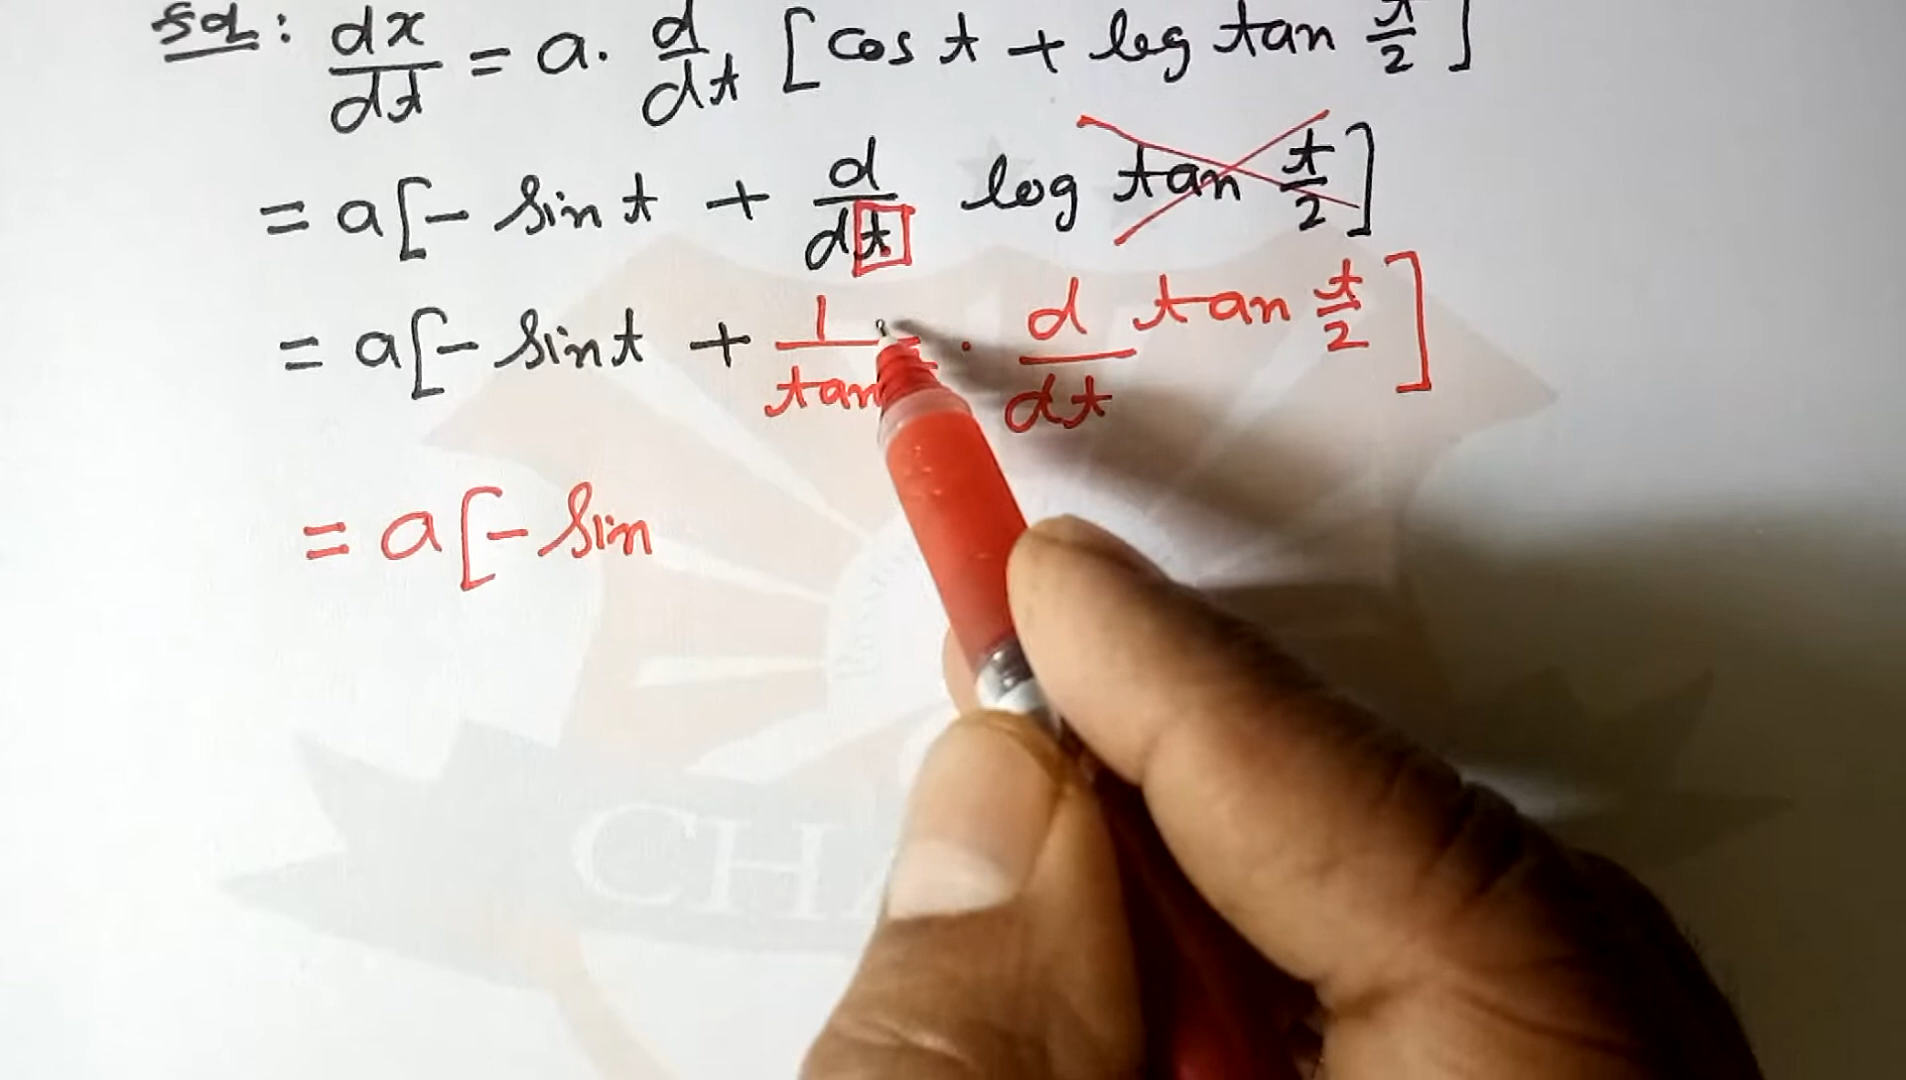 Sol: dx/dt = a. d/dt [cos t + log tan t/2]
= a[- sin t + d/dt log tan t/2]
= a[- sin t + 1/tan . d/dt tan t/2]
= a[- sin
CH